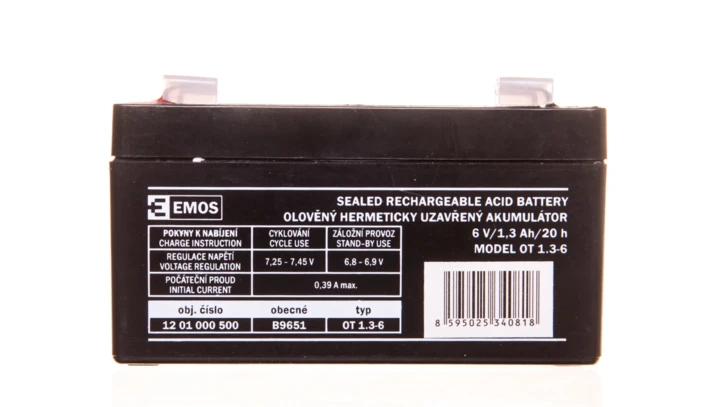 EMOS
SEALED RECHARGEABLE ACID BATTERY
OLOVĚNÝ HERMETICKY UZAVŘENÝ AKUMULÁTOR
6 V/1,3 Ah/20 h
MODEL OT 1.3-6
POKYNY K NABÍJENÍ
CHARGE INSTRUCTION
CYKLOVÁNÍ
CYCLE USE
ZÁLOŽNÍ PROVOZ
STAND-BY USE
REGULACE NAPĚTÍ
VOLTAGE REGULATION
7,25 - 7,45 V
6,8 - 6,9 V
POČÁTEČNÍ PROUD
INITIAL CURRENT
0,39 A max.
obj. číslo obecné typ
12 01 000 500 B9651 OT 1.3-6
8 595025 340818